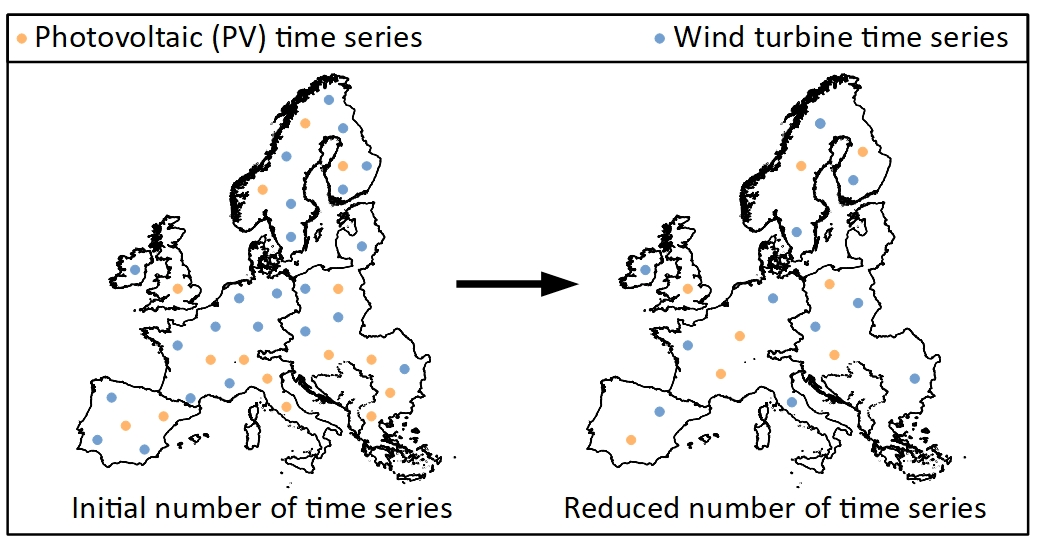 Photovoltaic (PV) time series
Wind turbine time series
Initial number of time series
Reduced number of time series